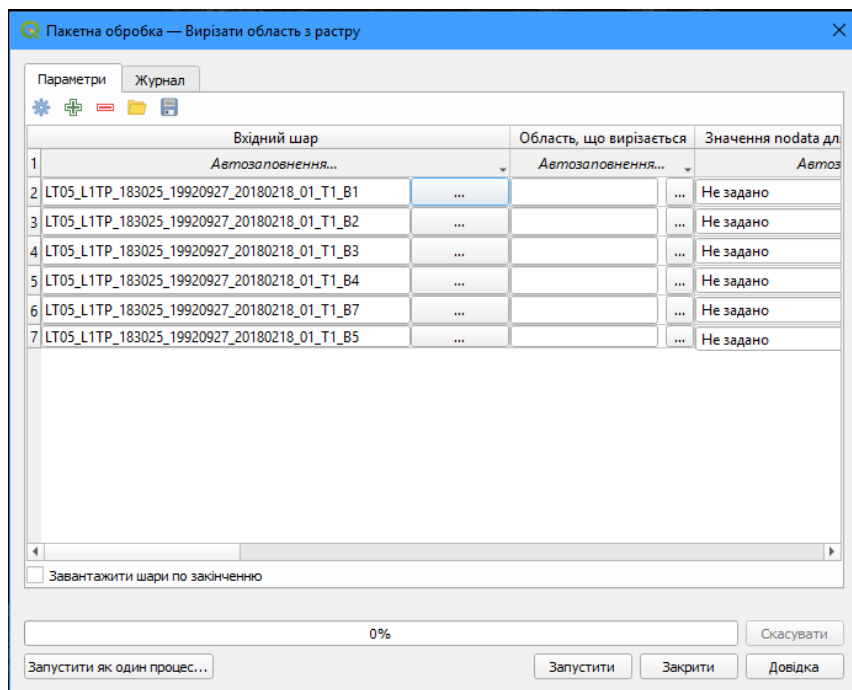 Пакетна обробка — Вирізати область з растру
Параметри Журнал
Вхідний шар Область, що вирізається Значення nodata дл
1 Автозаповнення... Автозаповнення... Автоз
2 LT05_L1TP_183025_19920927_20180218_01_T1_B1 ... ... Не задано
3 LT05_L1TP_183025_19920927_20180218_01_T1_B2 ... ... Не задано
4 LT05_L1TP_183025_19920927_20180218_01_T1_B3 ... ... Не задано
5 LT05_L1TP_183025_19920927_20180218_01_T1_B4 ... ... Не задано
6 LT05_L1TP_183025_19920927_20180218_01_T1_B7 ... ... Не задано
7 LT05_L1TP_183025_19920927_20180218_01_T1_B5 ... ... Не задано
Завантажити шари по закінченню
0% Скасувати
Запустити як один процес... Запустити Закрити Довідка